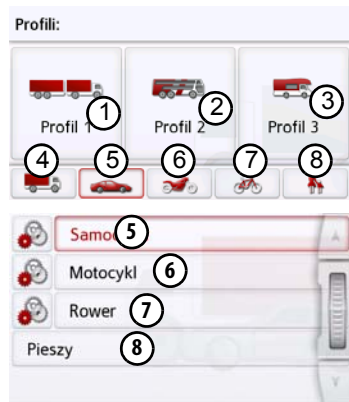 Profili:
1 2 3
Profil 1 Profil 2 Profil 3
4 5 6 7 8
Samoc 5
Motocykl 6
Rower 7
Pieszy 8